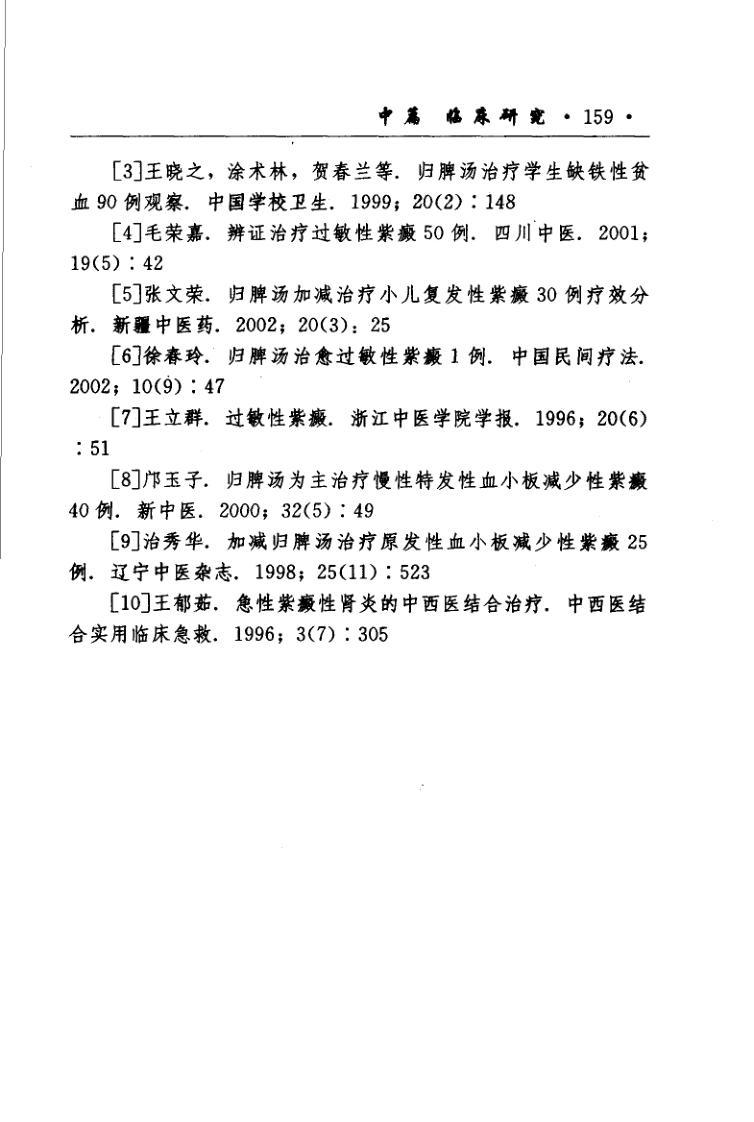 中篇 临床研究·159·
[3]王晓之，涂术林，贺春兰等．归脾汤治疗学生缺铁性贫
血90例观察．中国学校卫生．1999；20(2)∶148
[4]毛荣嘉．辨证治疗过敏性紫癜50例．四川中医．2001；
19(5)∶42
[5]张文荣．归脾汤加减治疗小儿复发性紫癜30例疗效分
析．新疆中医药．2002；20(3)：25
[6]徐春玲．归脾汤治愈过敏性紫癜1例．中国民间疗法．
2002；10(9)∶47
[7]王立群．过敏性紫癜．浙江中医学院学报．1996；20(6)
∶51
[8]邝玉子．归脾汤为主治疗慢性特发性血小板减少性紫癜
40例．新中医．2000；32(5)∶49
[9]冶秀华．加减归脾汤治疗原发性血小板减少性紫癜25
例．辽宁中医杂志．1998；25(11)∶523
[10]王郁茹．急性紫癜性肾炎的中西医结合治疗．中西医结
合实用临床急救．1996；3(7)∶305